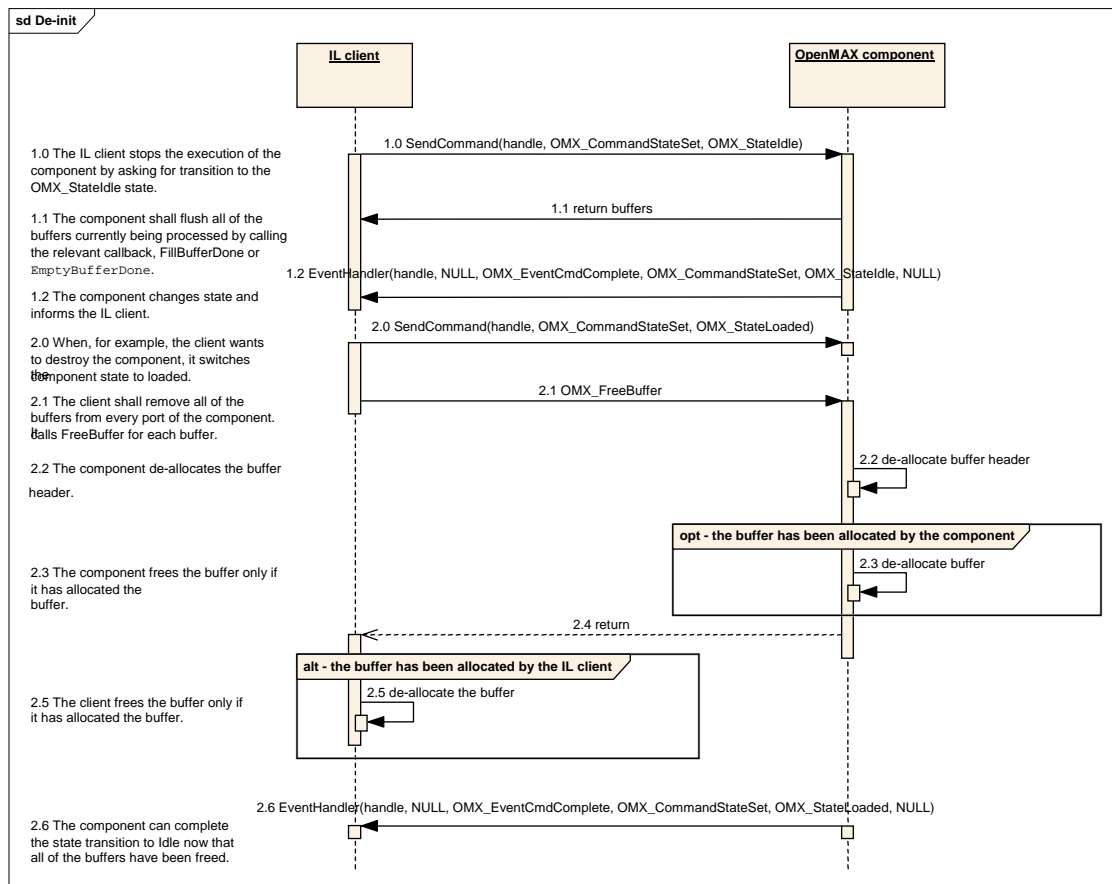 sd De-init
IL client
OpenMAX component
1.0 The IL client stops the execution of the
component by asking for transition to the
OMX_StateIdle state.
1.0 SendCommand(handle, OMX_CommandStateSet, OMX_StateIdle)
1.1 The component shall flush all of the
buffers currently being processed by calling
the relevant callback, FillBufferDone or
EmptyBufferDone.
1.1 return buffers
1.2 EventHandler(handle, NULL, OMX_EventCmdComplete, OMX_CommandStateSet, OMX_StateIdle, NULL)
1.2 The component changes state and
informs the IL client.
2.0 SendCommand(handle, OMX_CommandStateSet, OMX_StateLoaded)
2.0 When, for example, the client wants
to destroy the component, it switches
the
component state to loaded.
2.1 OMX_FreeBuffer
2.1 The client shall remove all of the
buffers from every port of the component.
It
calls FreeBuffer for each buffer.
2.2 The component de-allocates the buffer
header.
2.2 de-allocate buffer header
opt - the buffer has been allocated by the component
2.3 de-allocate buffer
2.3 The component frees the buffer only if
it has allocated the
buffer.
2.4 return
alt - the buffer has been allocated by the IL client
2.5 de-allocate the buffer
2.5 The client frees the buffer only if
it has allocated the buffer.
2.6 EventHandler(handle, NULL, OMX_EventCmdComplete, OMX_CommandStateSet, OMX_StateLoaded, NULL)
2.6 The component can complete
the state transition to Idle now that
all of the buffers have been freed.